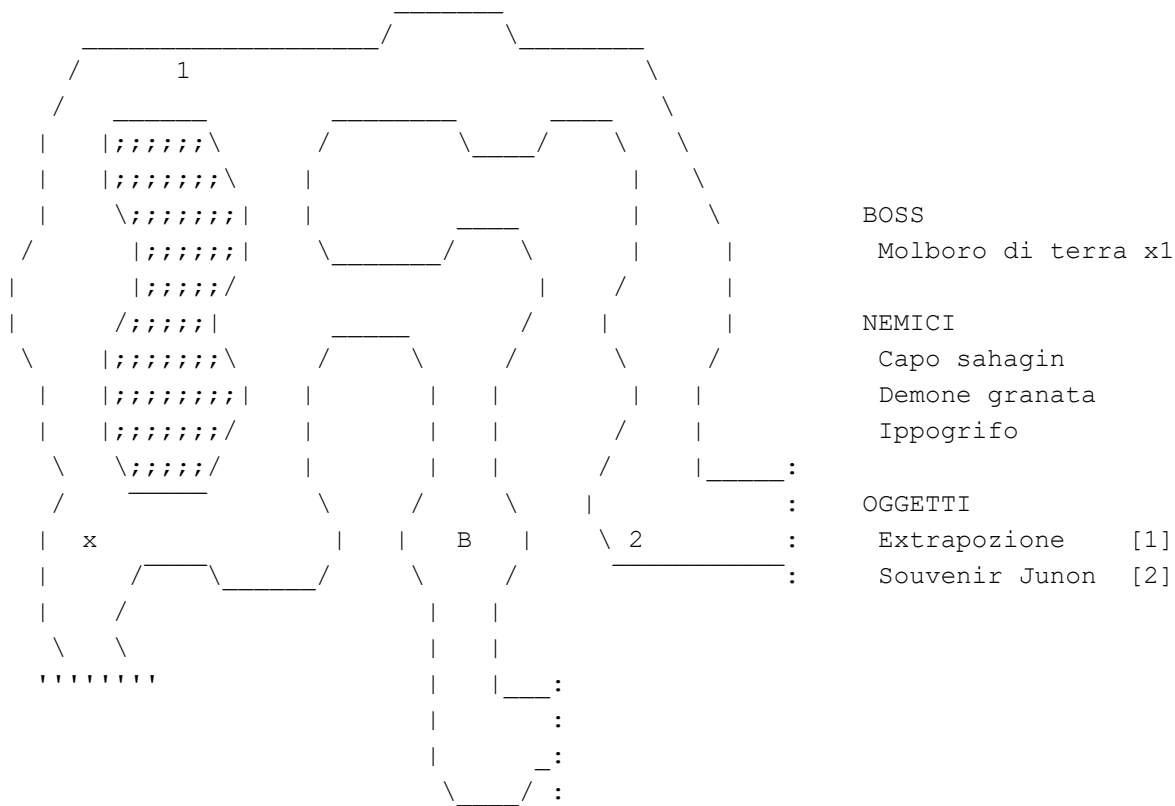 1
BOSS
Molboro di terra x1
NEMICI
Capo sahagin
Demone granata
Ippogrifo
OGGETTI
x B 2 Extrapozione [1]
Souvenir Junon [2]